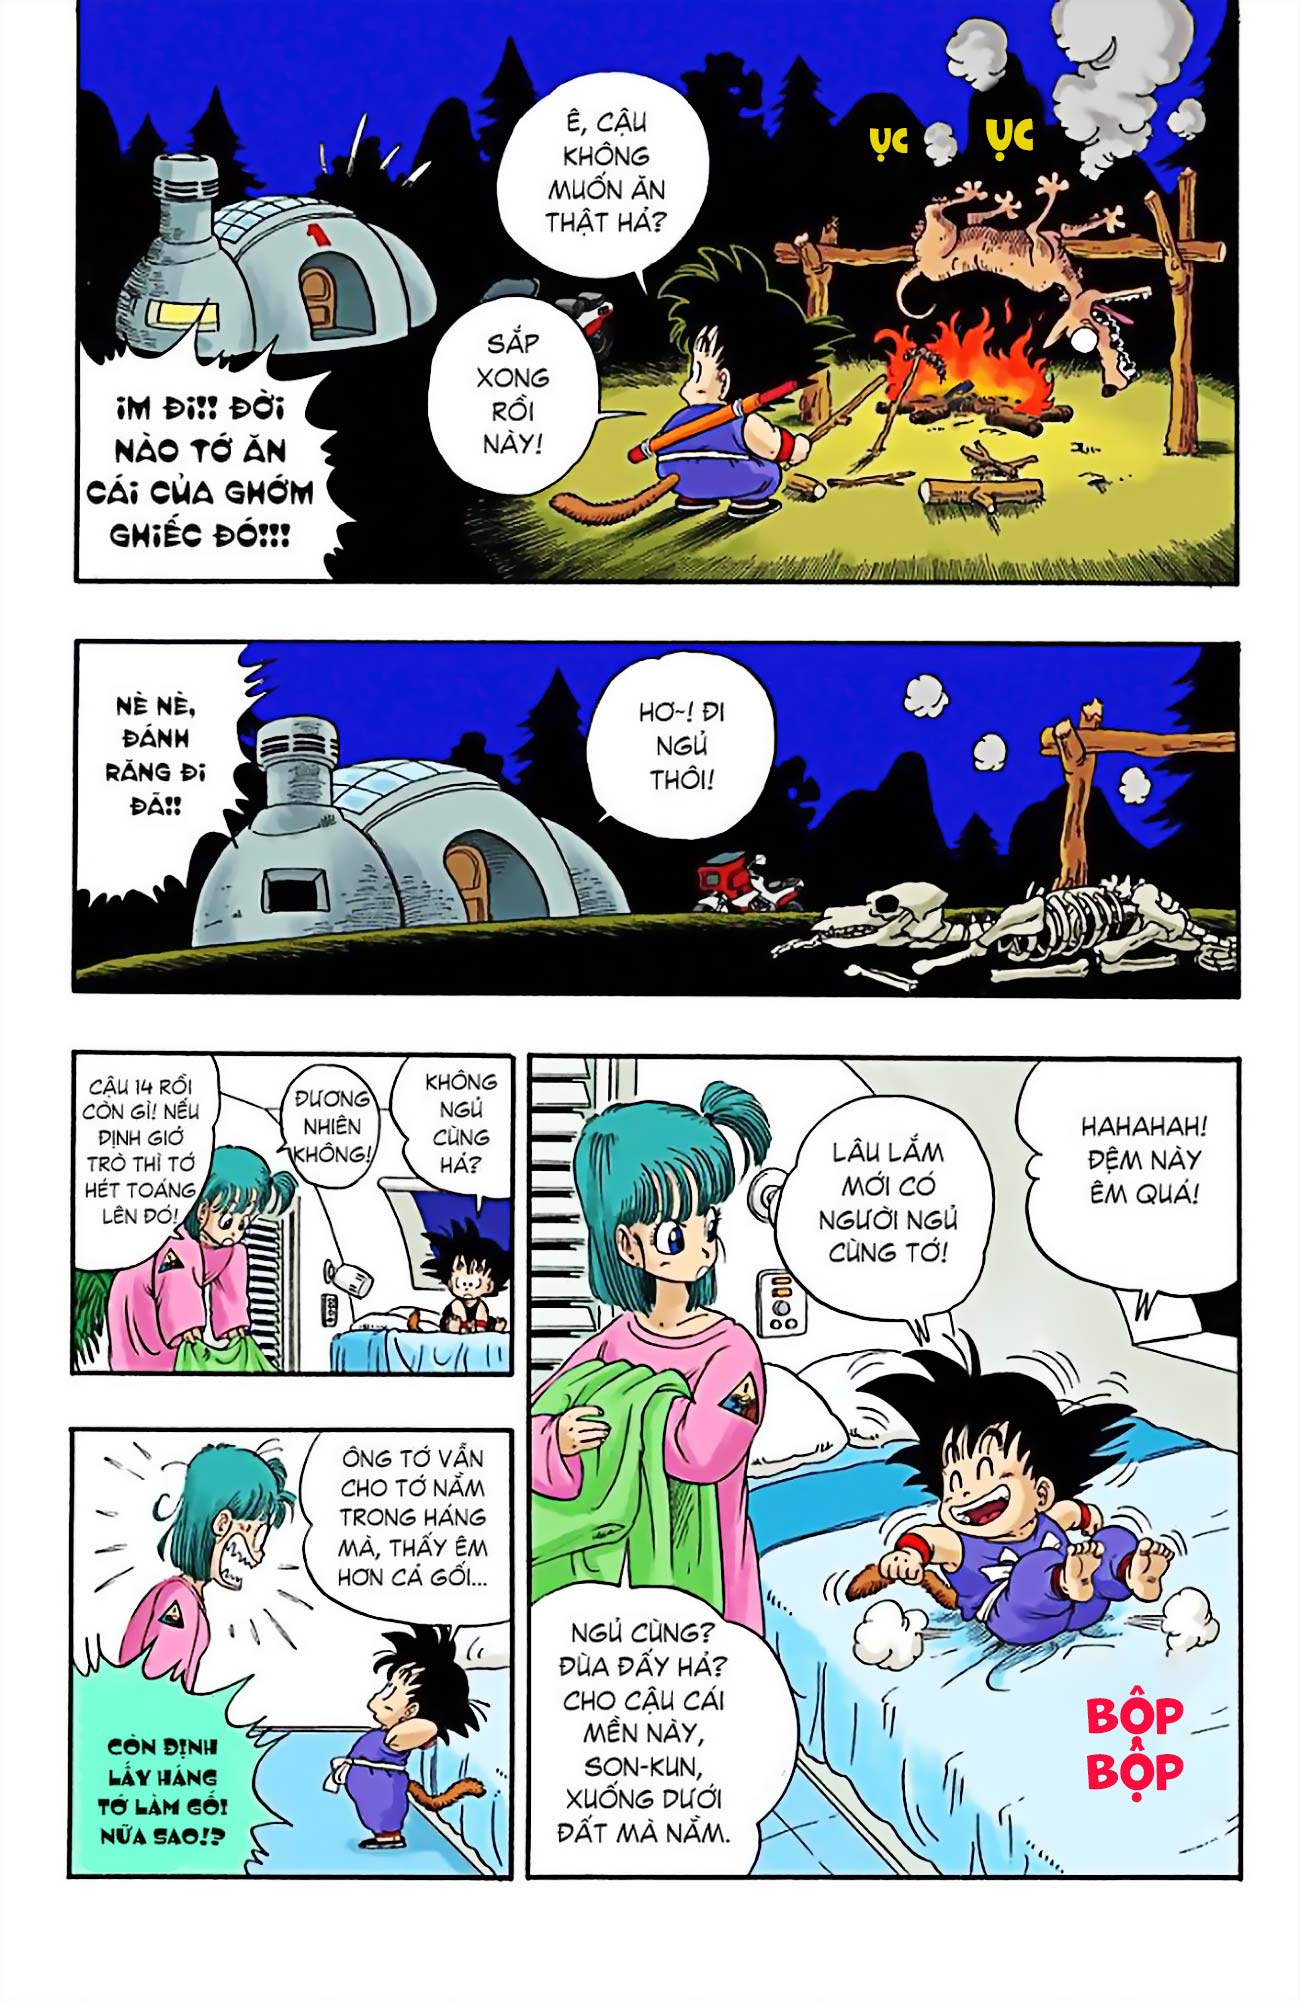 Ê, CẬU
KHÔNG
MUỐN ĂN
THẬT HẢ?
ỤC
ỤC
SẮP
XONG
RỒI
NÀY!
IM ĐI!! ĐỜI
NÀO TỚ ĂN
CÁI CỦA GHỚM
GHIẾC ĐÓ!!!
1
HƠ~! ĐI
NGỦ
THÔI!
NÈ NÈ,
ĐÁNH
RĂNG ĐI
ĐÃ!!
HAHAHAH!
ĐỆM NÀY
ÊM QUÁ!
LÂU LẮM
MỚI CÓ
NGƯỜI NGỦ
CÙNG TỚ!
BỘP
BỘP
NGỦ CÙNG?
ĐÙA ĐẤY HẢ?
CHO CẬU CÁI
MỀN NÀY,
SON-KUN,
XUỐNG DƯỚI
ĐẤT MÀ NẰM.
KHÔNG
NGỦ
CÙNG
HẢ?
ĐƯƠNG
NHIÊN
KHÔNG!
CẬU 14 RỒI
CÒN GÌ! NẾU
ĐỊNH GIỞ
TRÒ THÌ TỚ
HÉT TOÁNG
LÊN ĐÓ!
ÔNG TỚ VẪN
CHO TỚ NẰM
TRONG HÁNG
MÀ, THẤY ÊM
HƠN CẢ GỐI...
CÒN ĐỊNH
LẤY HÁNG
TỚ LÀM GỐI
NỮA SAO!?